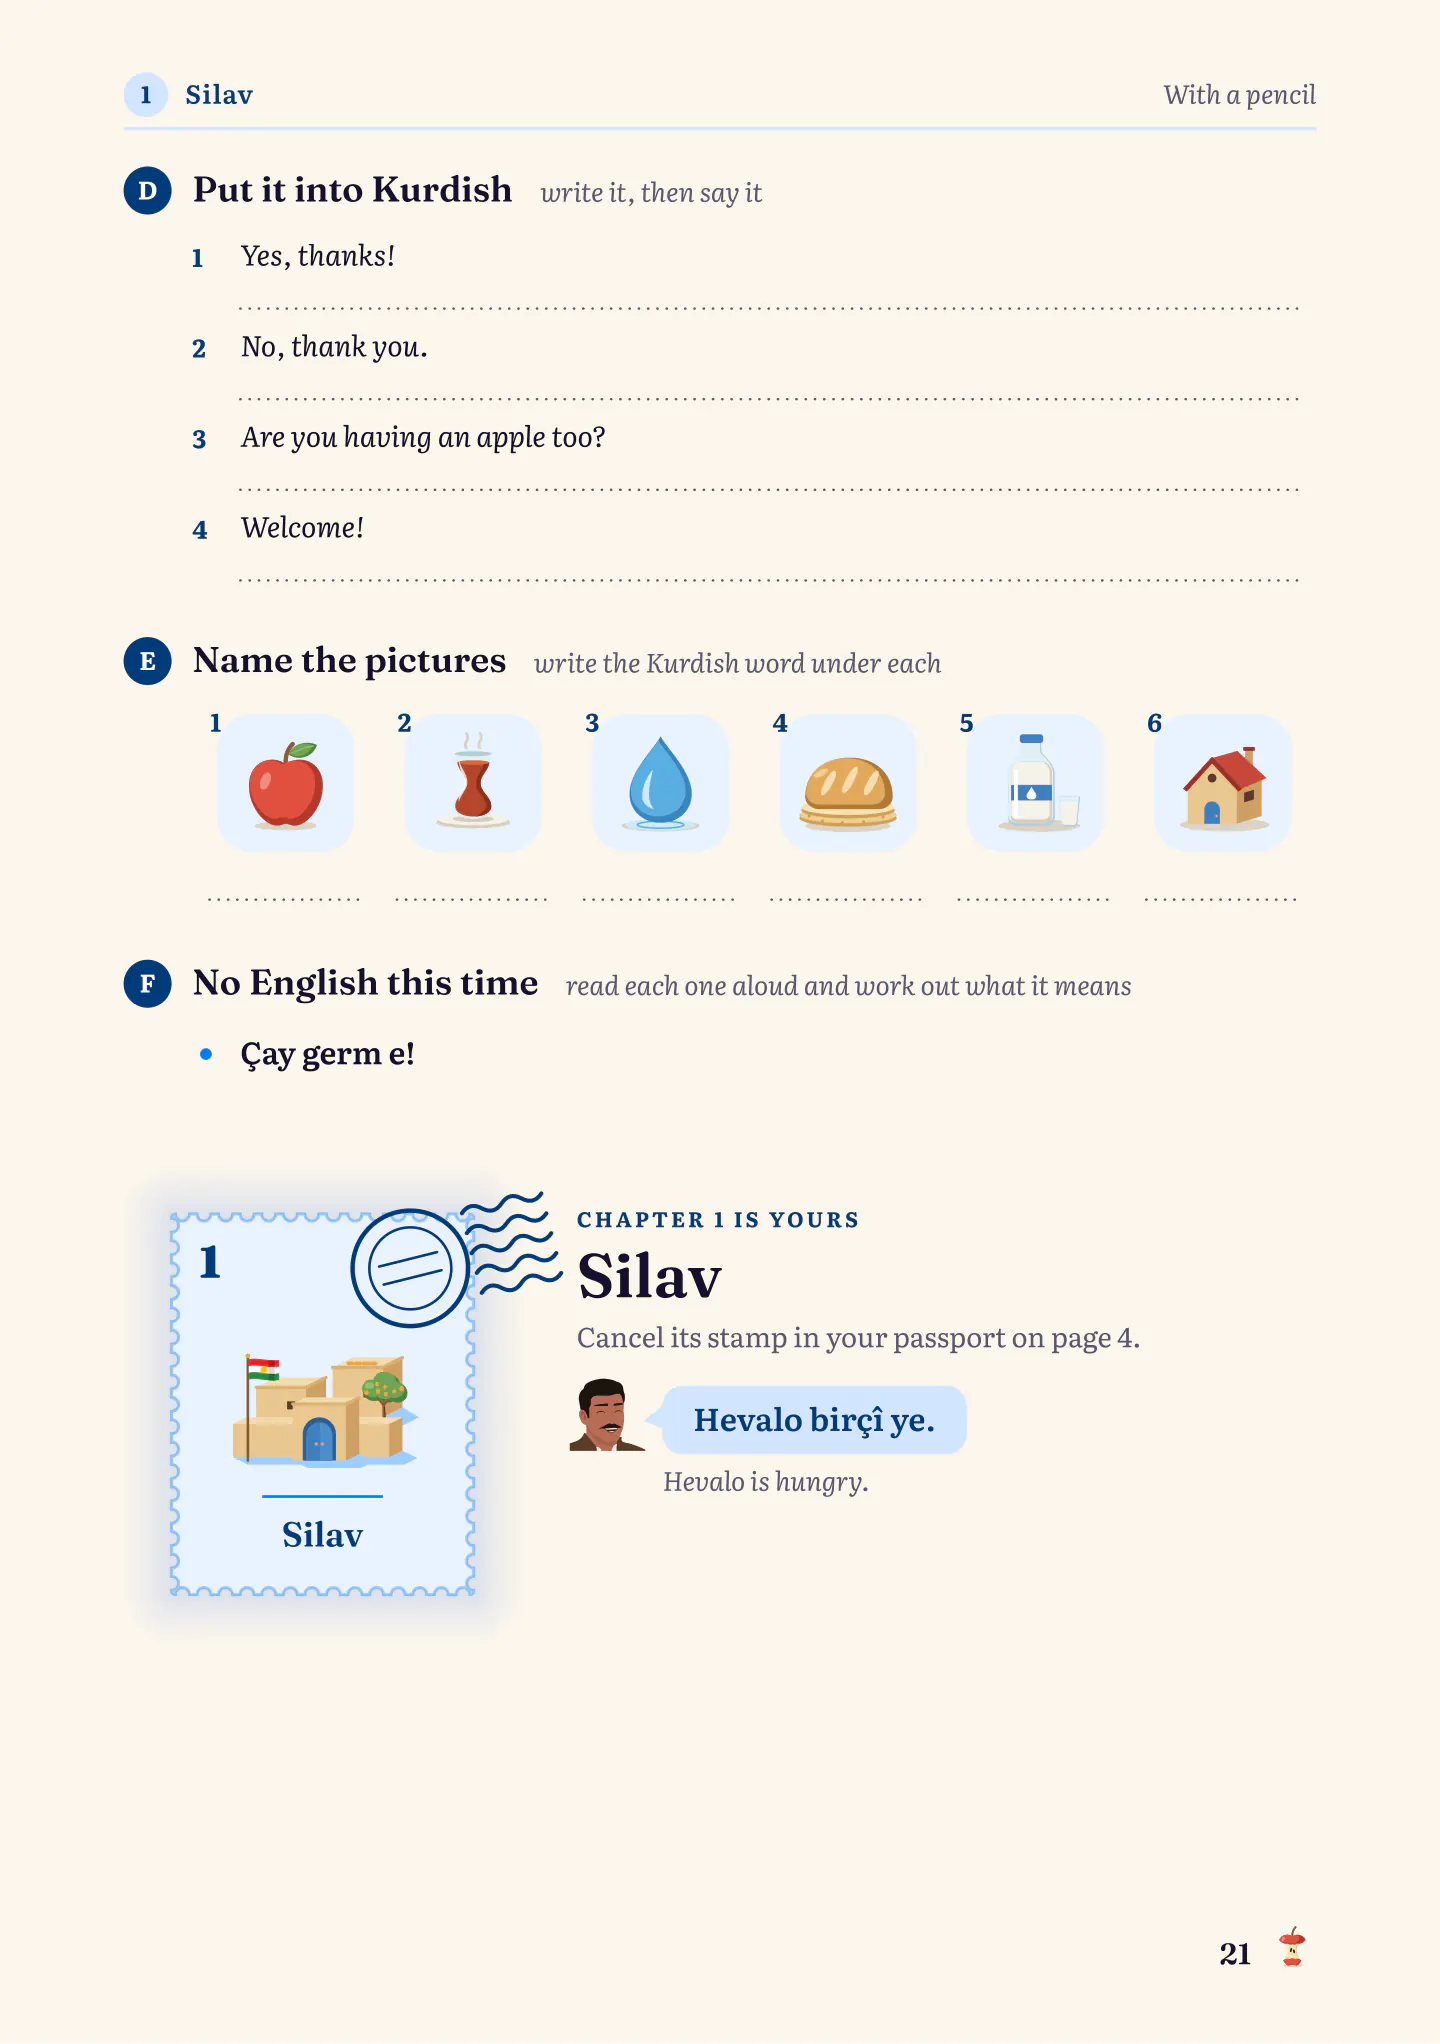 1 Silav With a pencil
D Put it into Kurdish write it, then say it
1 Yes, thanks!
2 No, thank you.
3 Are you having an apple too?
4 Welcome!
E Name the pictures write the Kurdish word under each
1 2 3 4 5 6
F No English this time read each one aloud and work out what it means
• Çay germ e!
1
Silav
CHAPTER 1 IS YOURS
Silav
Cancel its stamp in your passport on page 4.
Hevalo birçî ye.
Hevalo is hungry.
21